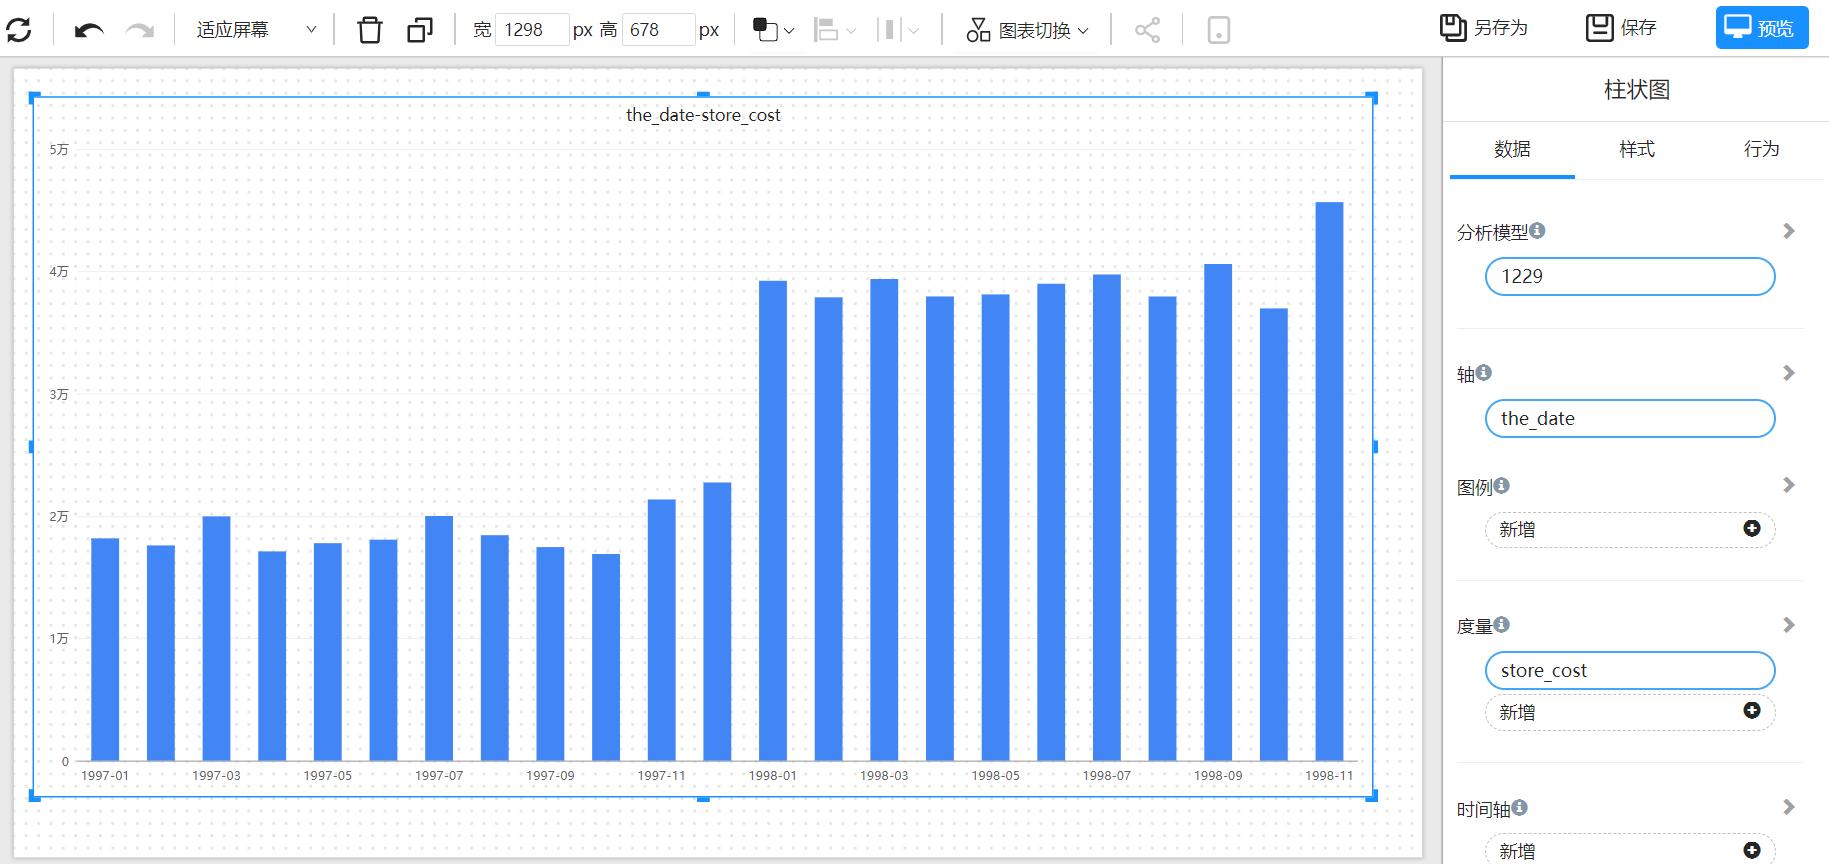 适应屏幕
宽 1298 px 高 678 px
图表切换
另存为
保存
预览
the_date-store_cost
5万
4万
3万
2万
1万
0
1997-01 1997-03 1997-05 1997-07 1997-09 1997-11 1998-01 1998-03 1998-05 1998-07 1998-09 1998-11
柱状图
数据 样式 行为
分析模型
1229
轴
the_date
图例
新增
度量
store_cost
新增
时间轴
新增